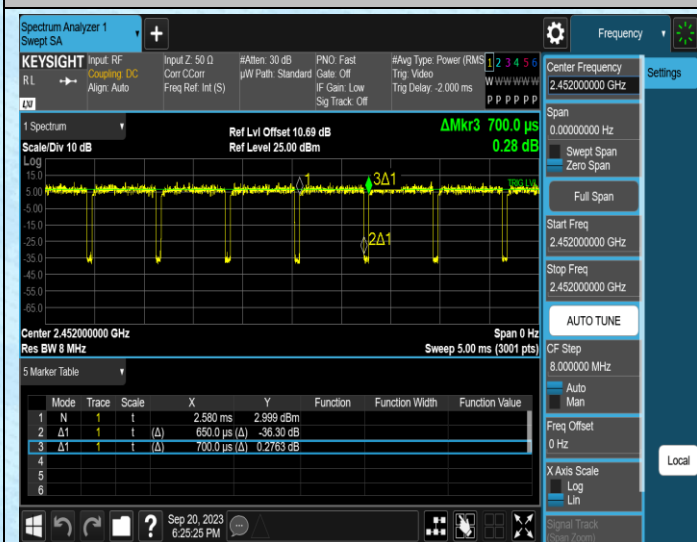 Spectrum Analyzer 1
Swept SA
Frequency
KEYSIGHT
RL
LXI
Input: RF
Coupling: DC
Align: Auto
Input Z: 50 Ω
Corr CCorr
Freq Ref: Int (S)
#Atten: 30 dB
µW Path: Standard
PNO: Fast
Gate: Off
IF Gain: Low
Sig Track: Off
#Avg Type: Power (RMS
Trig: Video
Trig Delay: -2.000 ms
1 2 3 4 5 6
W W W W W W
P P P P P P
1 Spectrum
Scale/Div 10 dB
Ref Lvl Offset 10.69 dB
Ref Level 25.00 dBm
ΔMkr3 700.0 µs
0.28 dB
Log
15.0
5.00
-5.00
-15.0
-25.0
-35.0
-45.0
-55.0
-65.0
1
3Δ1
2Δ1
Center 2.452000000 GHz
Res BW 8 MHz
Span 0 Hz
Sweep 5.00 ms (3001 pts)
5 Marker Table
Mode Trace Scale X Y Function Function Width Function Value
1 N 1 t 2.580 ms 2.999 dBm
2 Δ1 1 t (Δ) 650.0 µs (Δ) -36.30 dB
3 Δ1 1 t (Δ) 700.0 µs (Δ) 0.2763 dB
4
5
6
Sep 20, 2023
6:25:25 PM
Center Frequency
2.452000000 GHz
Span
0.00000000 Hz
Swept Span
Zero Span
Full Span
Start Freq
2.452000000 GHz
Stop Freq
2.452000000 GHz
AUTO TUNE
CF Step
8.000000 MHz
Auto
Man
Freq Offset
0 Hz
X Axis Scale
Log
Lin
Signal Track
(Span Zoom)
Settings
Local